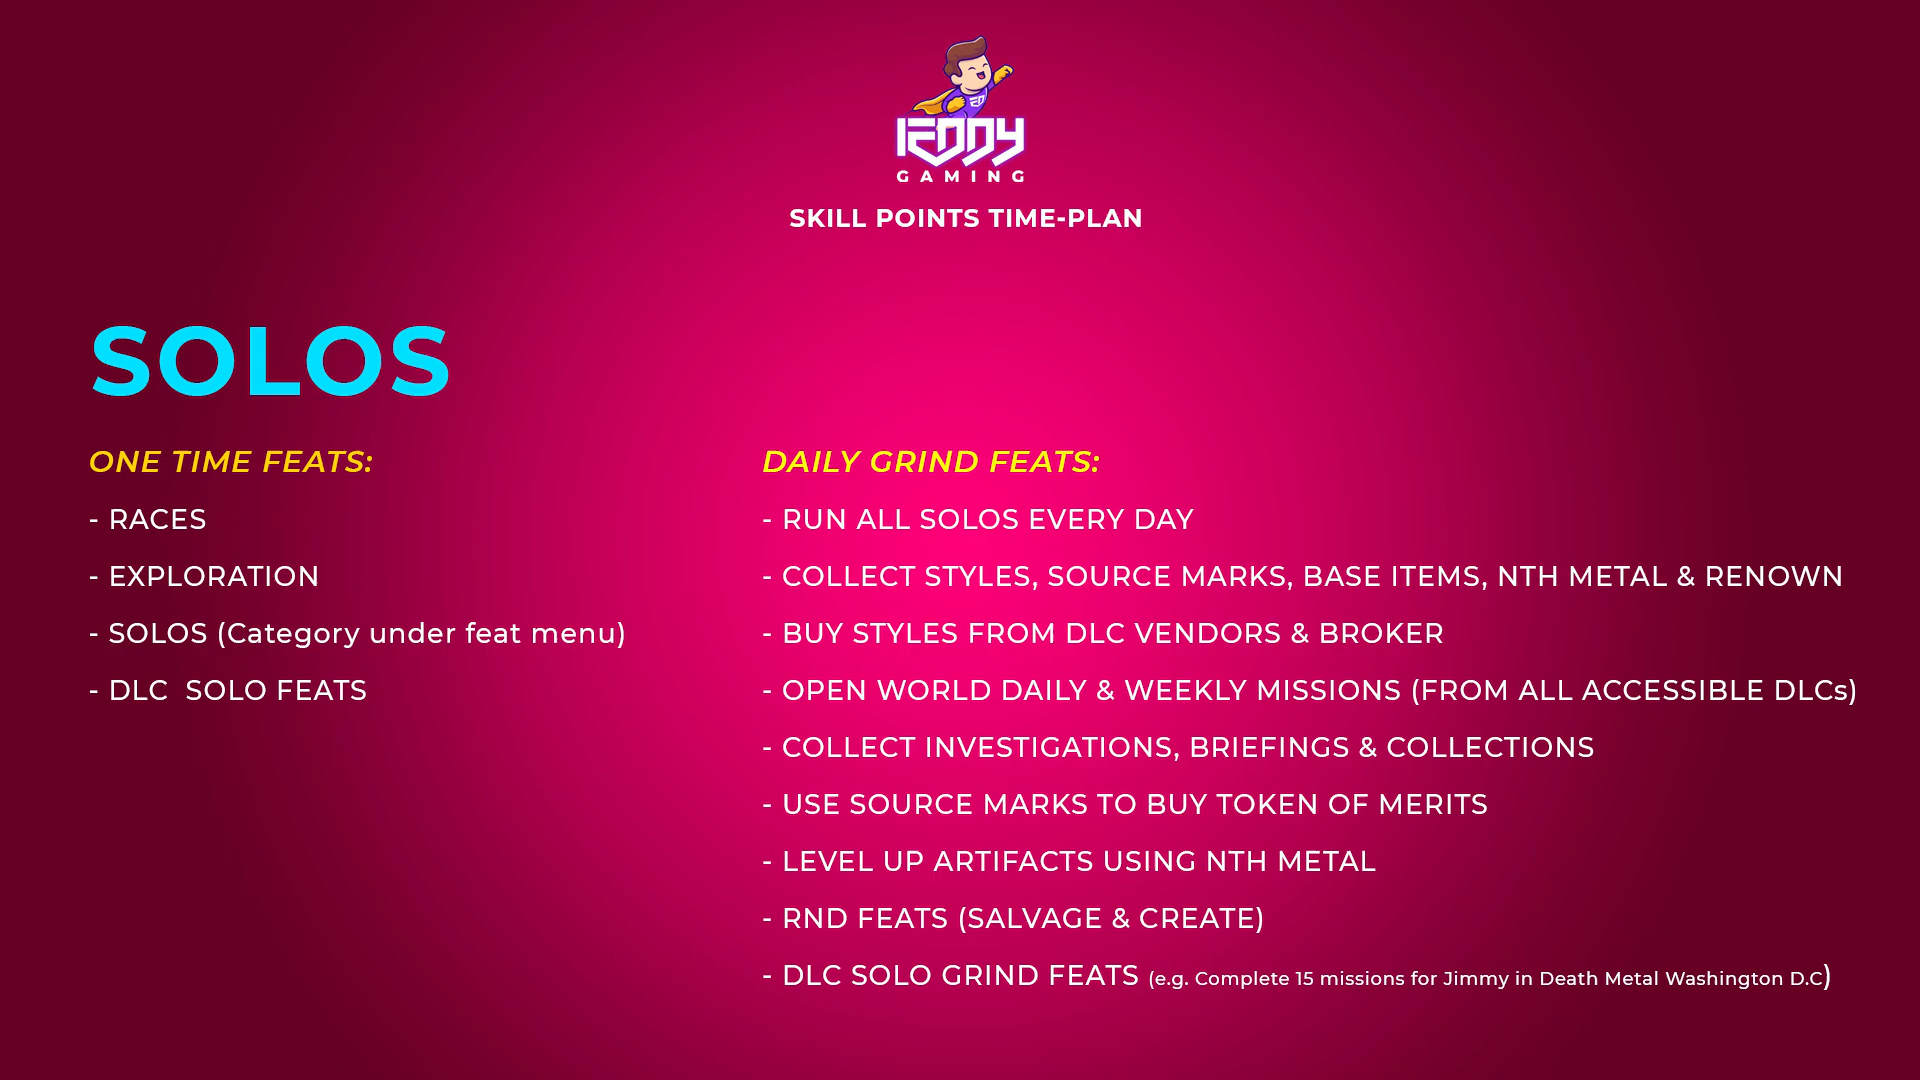 ED
IEDDY
GAMING
SKILL POINTS TIME-PLAN
SOLOS
ONE TIME FEATS:
- RACES
- EXPLORATION
- SOLOS (Category under feat menu)
- DLC  SOLO FEATS
DAILY GRIND FEATS:
- RUN ALL SOLOS EVERY DAY
- COLLECT STYLES, SOURCE MARKS, BASE ITEMS, NTH METAL & RENOWN
- BUY STYLES FROM DLC VENDORS & BROKER
- OPEN WORLD DAILY & WEEKLY MISSIONS (FROM ALL ACCESSIBLE DLCs)
- COLLECT INVESTIGATIONS, BRIEFINGS & COLLECTIONS
- USE SOURCE MARKS TO BUY TOKEN OF MERITS
- LEVEL UP ARTIFACTS USING NTH METAL
- RND FEATS (SALVAGE & CREATE)
- DLC SOLO GRIND FEATS (e.g. Complete 15 missions for Jimmy in Death Metal Washington D.C)